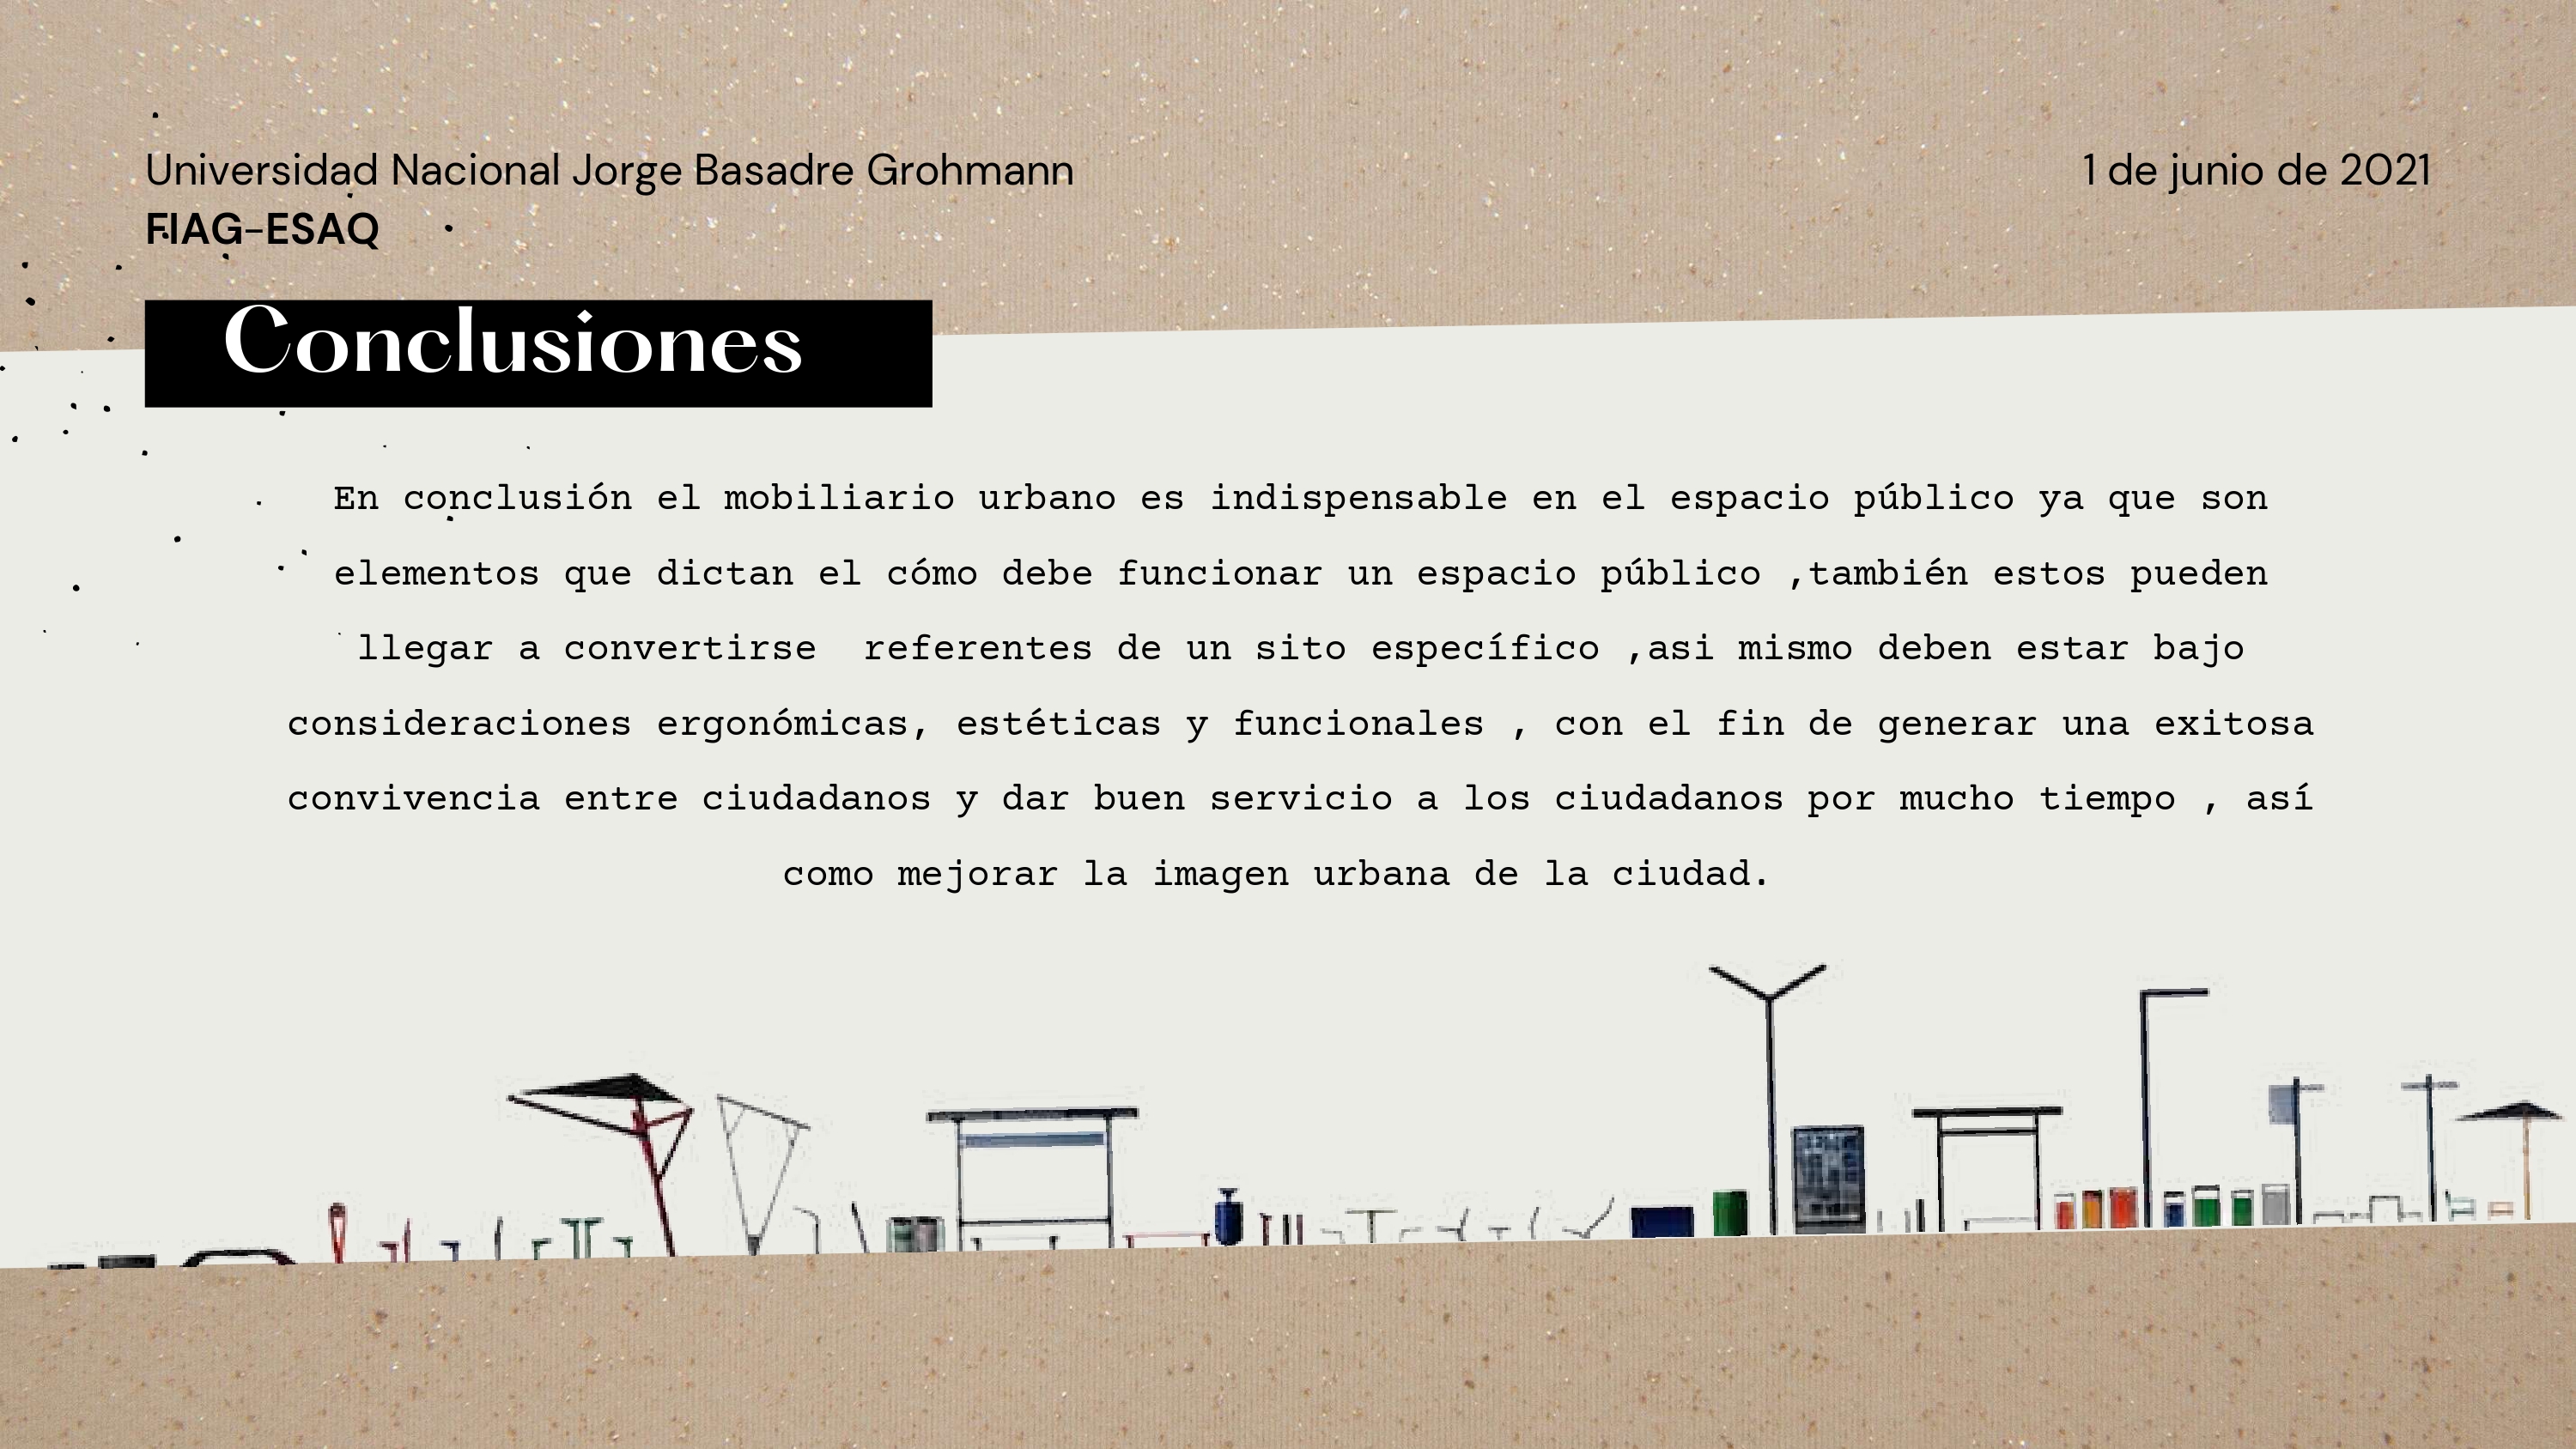 Universidad Nacional Jorge Basadre Grohmann
1 de junio de 2021
FIAG-ESAQ
Conclusiones
En conclusión el mobiliario urbano es indispensable en el espacio público ya que son
elementos que dictan el cómo debe funcionar un espacio público ,también estos pueden
llegar a convertirse  referentes de un sito específico ,asi mismo deben estar bajo
consideraciones ergonómicas, estéticas y funcionales , con el fin de generar una exitosa
convivencia entre ciudadanos y dar buen servicio a los ciudadanos por mucho tiempo , así
como mejorar la imagen urbana de la ciudad.